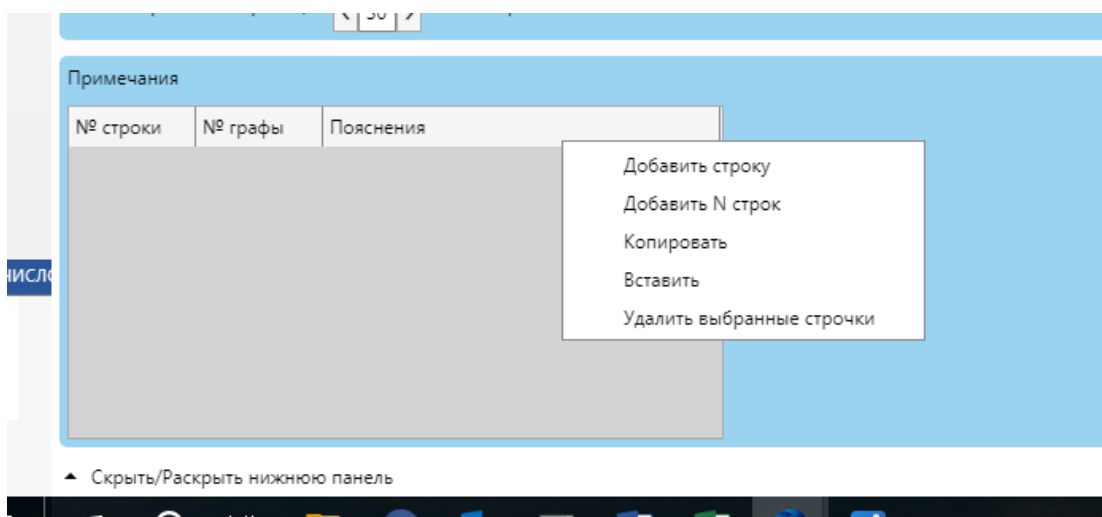 30
Примечания
№ строки № графы Пояснения
Добавить строку
Добавить N строк
Копировать
Вставить
Удалить выбранные строчки
Скрыть/Раскрыть нижнюю панель